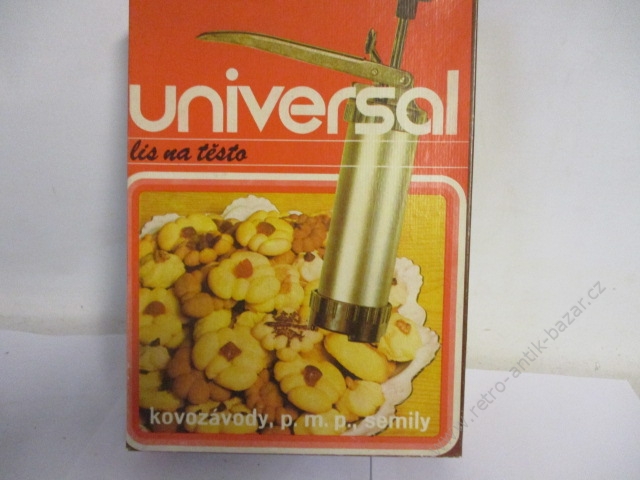 universal
lis na těsto
kovozávody, p. m. p., semily
www.retro-antik-bazar.cz